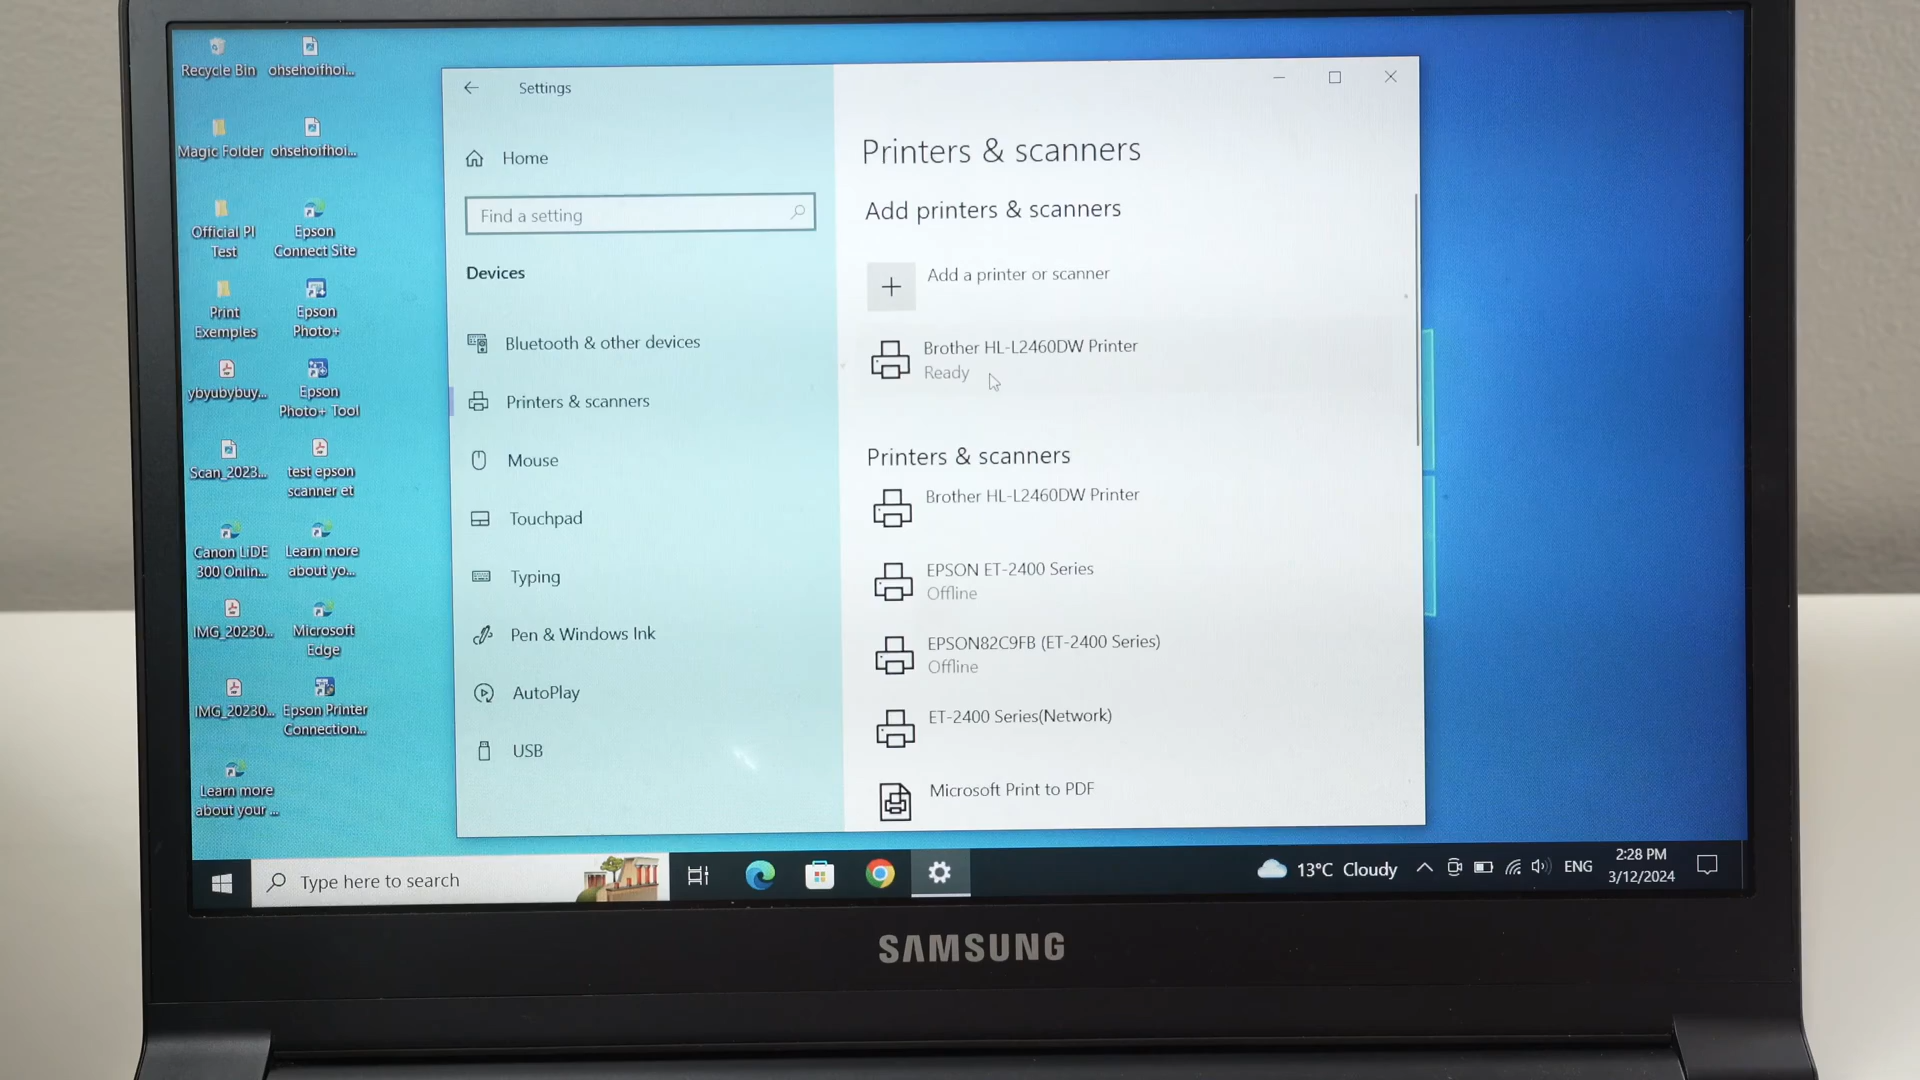 Recycle Bin
ohsehoifhoi...
Magic Folder
ohsehoifhoi...
Official PI
Test
Epson
Connect Site
Print
Exemples
Epson
Photo+
ybyubybuy...
Epson
Photo+ Tool
Scan_2023...
test epson
scanner et
Canon LiDE
300 Onlin...
Learn more
about yo...
IMG_20230...
Microsoft
Edge
IMG_20230...
Epson Printer
Connection...
Learn more
about your ...
Settings
Home
Find a setting
Devices
Bluetooth & other devices
Printers & scanners
Mouse
Touchpad
Typing
Pen & Windows Ink
AutoPlay
USB
Printers & scanners
Add printers & scanners
Add a printer or scanner
Brother HL-L2460DW Printer
Ready
Printers & scanners
Brother HL-L2460DW Printer
EPSON ET-2400 Series
Offline
EPSON82C9FB (ET-2400 Series)
Offline
ET-2400 Series(Network)
Microsoft Print to PDF
Type here to search
13°C Cloudy
ENG
2:28 PM
3/12/2024
SAMSUNG